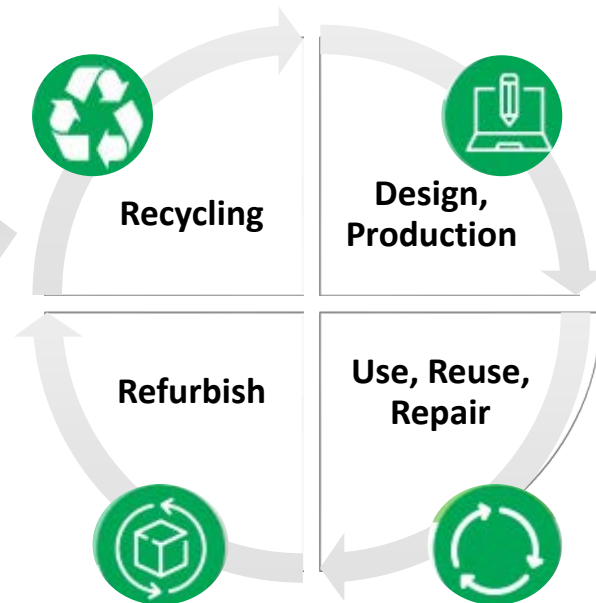 Recycling
Design,
Production
Refurbish
Use, Reuse,
Repair